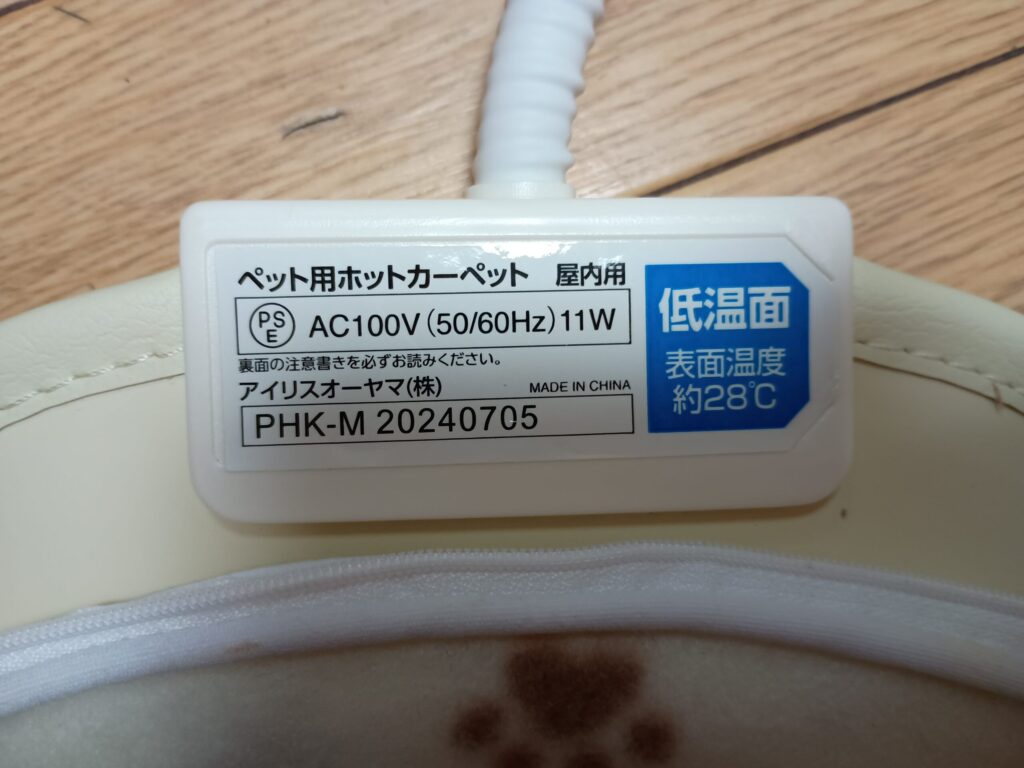 ペット用ホットカーペット 屋内用
PSE AC100V(50/60Hz)11W
裏面の注意書きを必ずお読みください。
アイリスオーヤマ(株) MADE IN CHINA
PHK-M 20240705
低温面
表面温度
約28℃